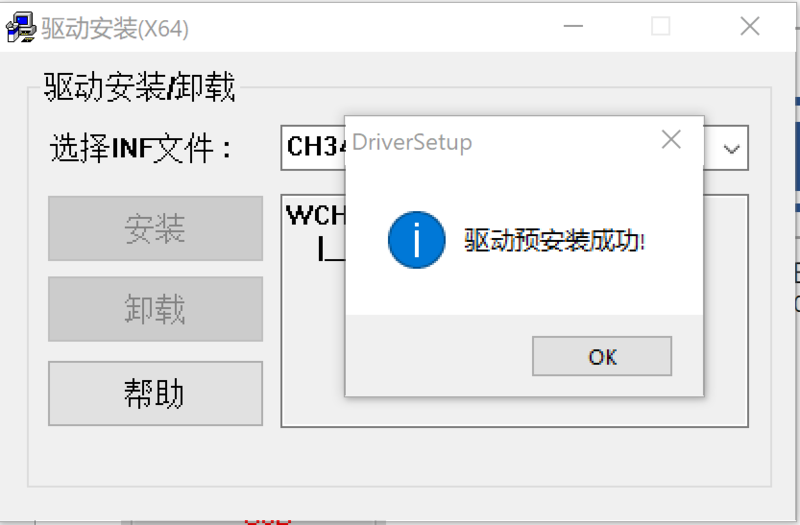 驱动安装(X64)
驱动安装/卸载
选择INF文件：
CH34
DriverSetup
安装
WCH
驱动预安装成功!
卸载
OK
帮助